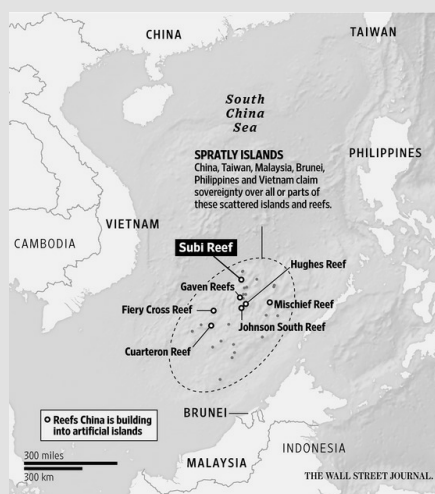 CHINA
TAIWAN
South
China
Sea
SPRATLY ISLANDS
China, Taiwan, Malaysia, Brunei,
Philippines and Vietnam claim
sovereignty over all or parts of
these scattered islands and reefs.
PHILIPPINES
VIETNAM
CAMBODIA
Subi Reef
Hughes Reef
Gaven Reefs
Mischief Reef
Fiery Cross Reef
Johnson South Reef
Cuarteron Reef
BRUNEI
Reefs China is building
into artificial islands
INDONESIA
MALAYSIA
300 miles
300 km
THE WALL STREET JOURNAL.